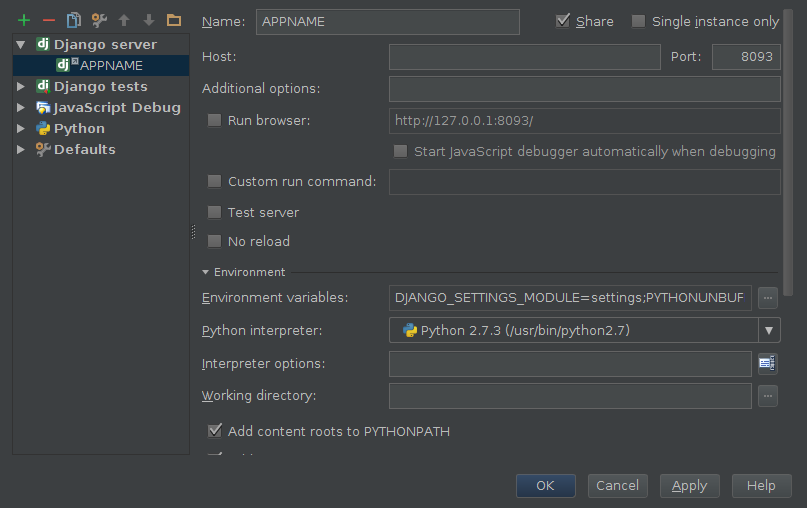 Name: APPNAME Share Single instance only
Django server
APPNAME
Django tests
JavaScript Debug
Python
Defaults
Host: Port: 8093
Additional options:
Run browser: http://127.0.0.1:8093/
Start JavaScript debugger automatically when debugging
Custom run command:
Test server
No reload
Environment
Environment variables: DJANGO_SETTINGS_MODULE=settings;PYTHONUNBUF ...
Python interpreter: Python 2.7.3 (/usr/bin/python2.7)
Interpreter options:
Working directory: ...
Add content roots to PYTHONPATH
OK Cancel Apply Help